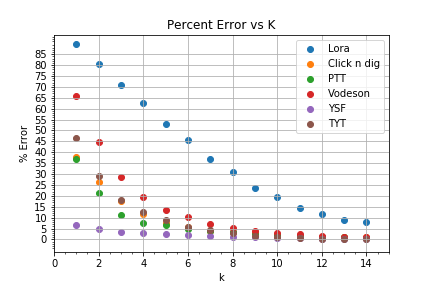 Percent Error vs K
85
80
75
70
65
60
55
50
45
40
35
30
25
20
15
10
5
0
% Error
0 2 4 6 8 10 12 14
k
Lora
Click n dig
PTT
Vodeson
YSF
TYT